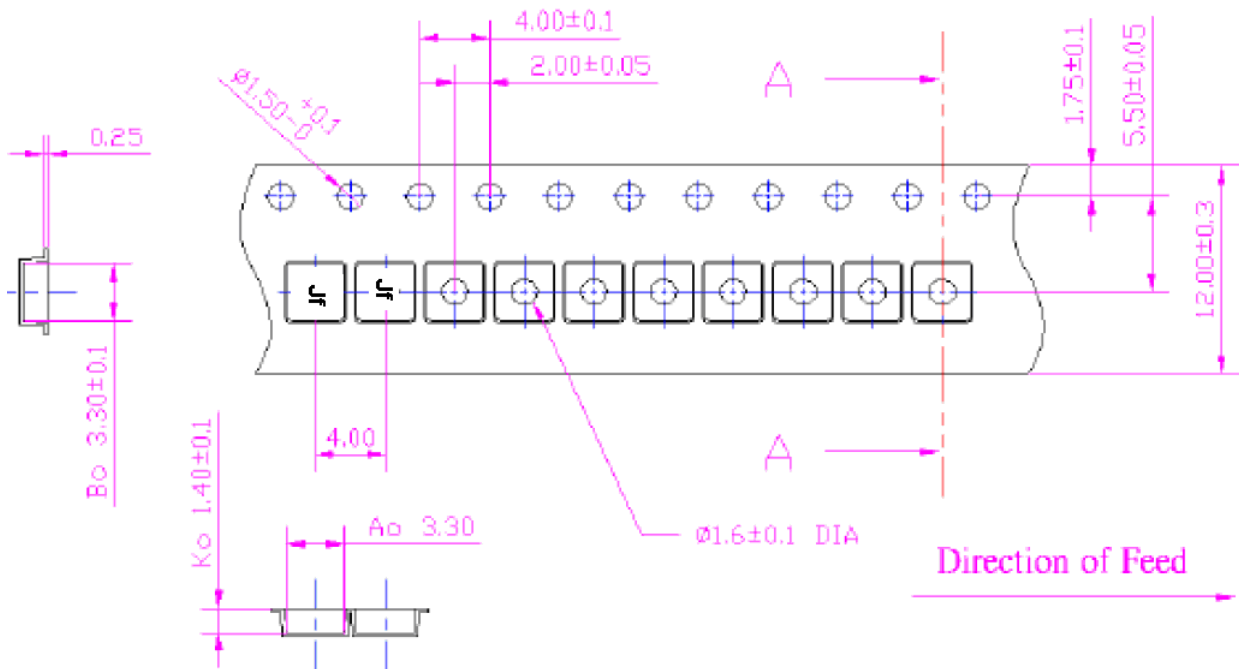 4.00±0.1
2.00±0.05
Ø1.50 +0.1 -0
0.25
A
1.75±0.1
5.50±0.05
12.00±0.3
Jf
Jf
Bo 3.30±0.1
4.00
A
Ko 1.40±0.1
Ao 3.30
Ø1.6±0.1 DIA
Direction of Feed